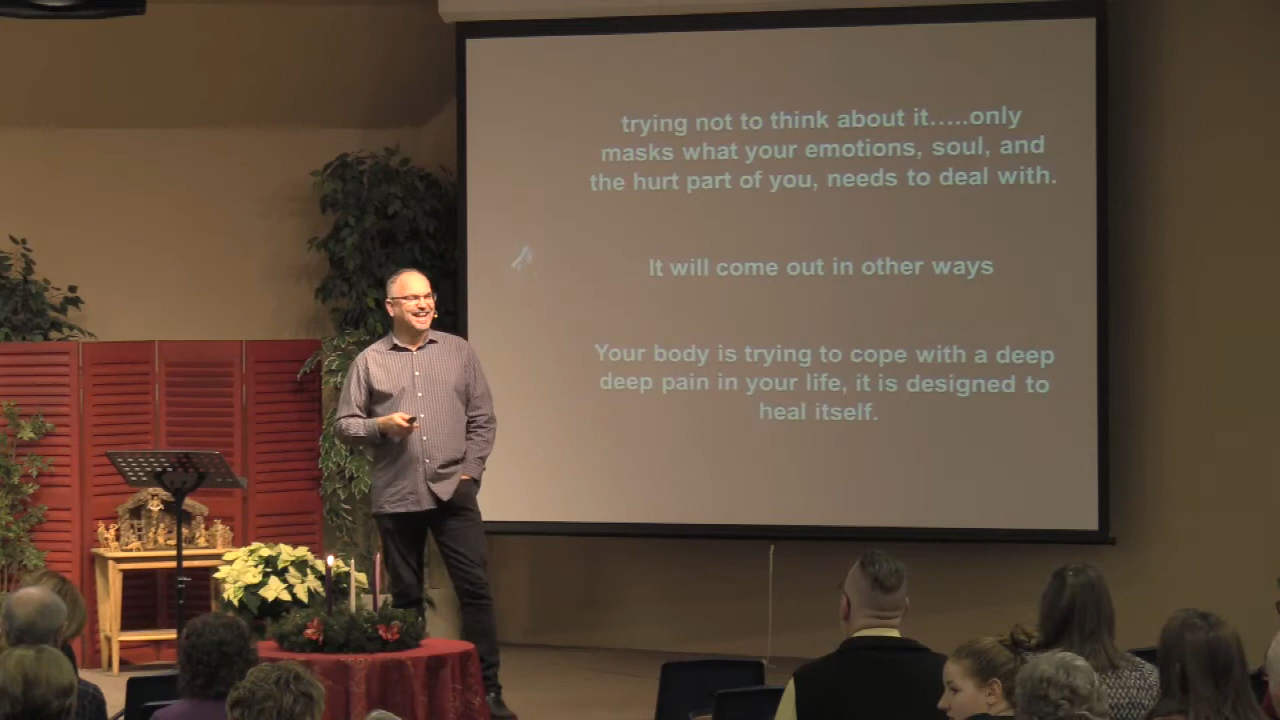 trying not to think about it.....only
masks what your emotions, soul, and
the hurt part of you, needs to deal with.
It will come out in other ways
Your body is trying to cope with a deep
deep pain in your life, it is designed to
heal itself.